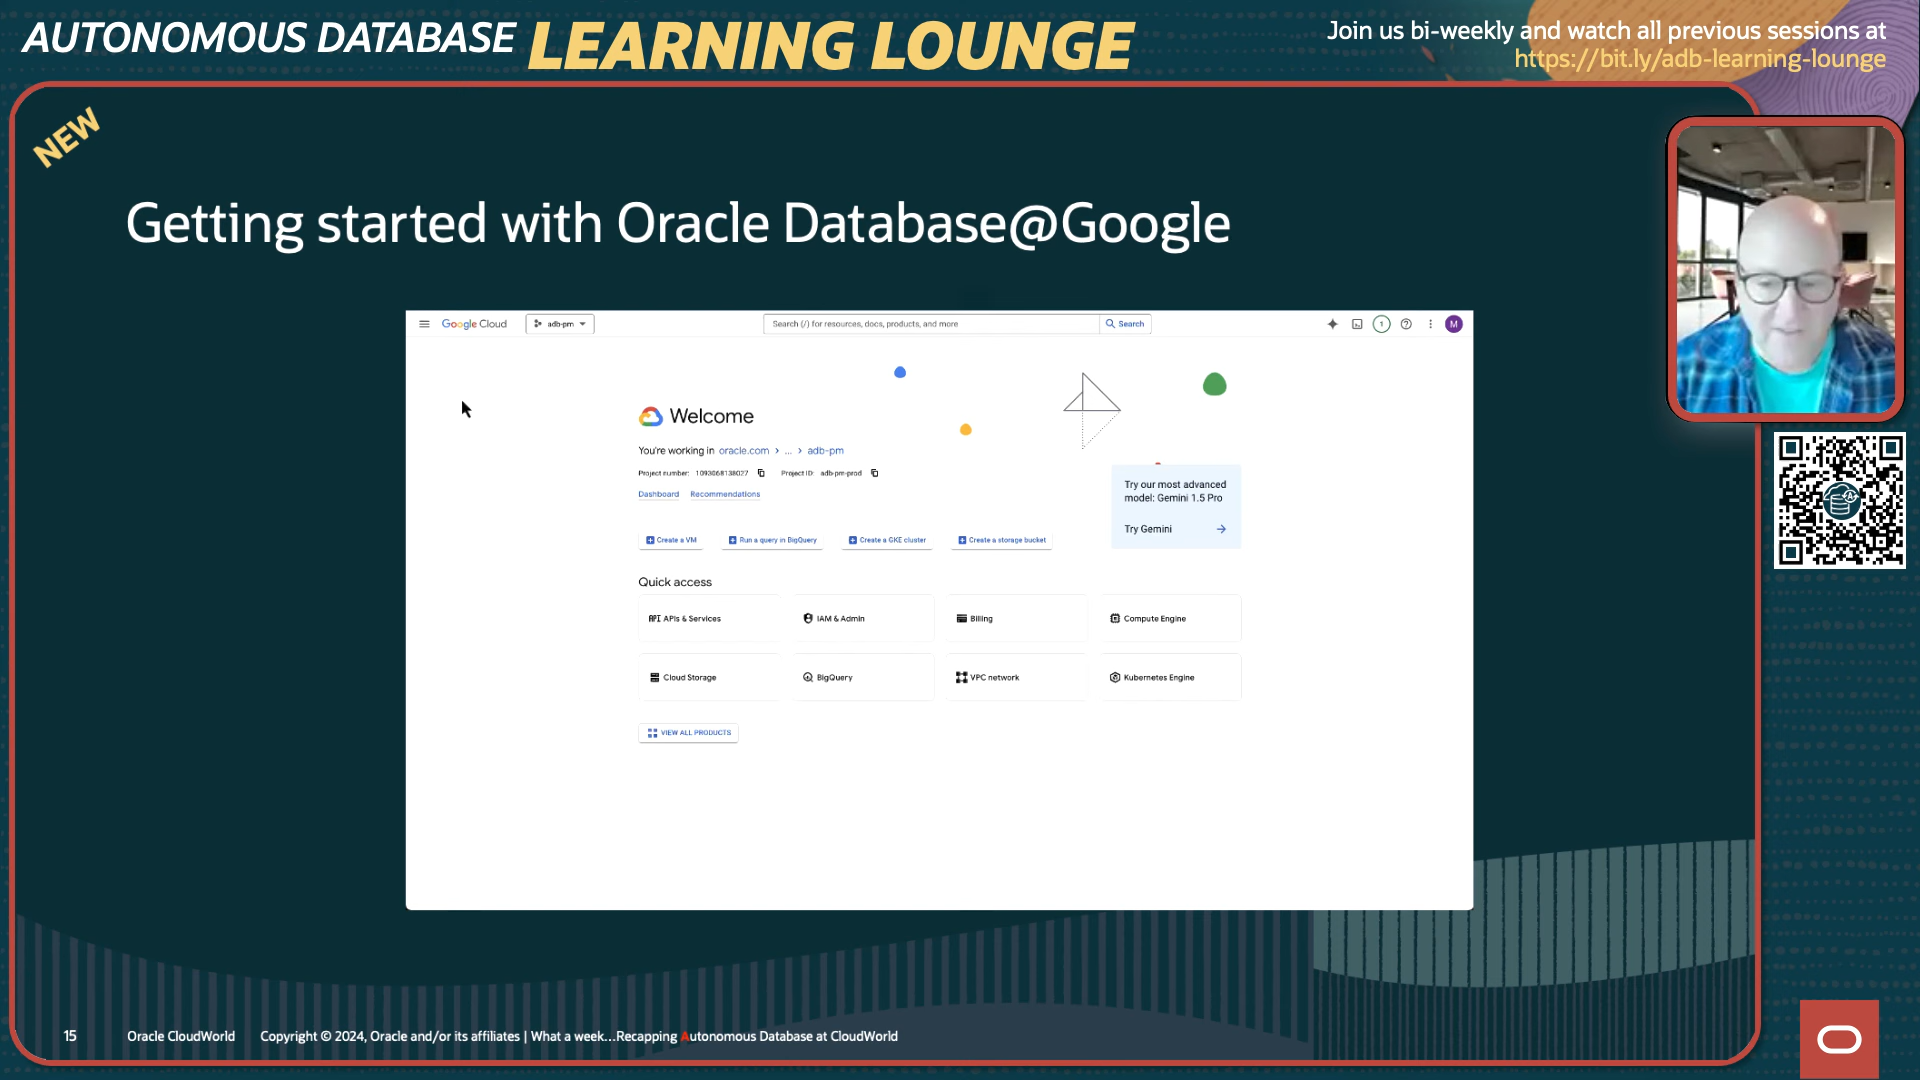 AUTONOMOUS DATABASE LEARNING LOUNGE
Join us bi-weekly and watch all previous sessions at
https://bit.ly/adb-learning-lounge
NEW
Getting started with Oracle Database@Google
Google Cloud
adb-pm
Search (/) for resources, docs, products, and more
Search
1
M
Welcome
You're working in oracle.com > ... > adb-pm
Project number: 1093068138027 Project ID: adb-pm-prod
Dashboard Recommendations
Try our most advanced
model: Gemini 1.5 Pro
Try Gemini
Create a VM
Run a query in BigQuery
Create a GKE cluster
Create a storage bucket
Quick access
API APIs & Services
IAM & Admin
Billing
Compute Engine
Cloud Storage
BigQuery
VPC network
Kubernetes Engine
VIEW ALL PRODUCTS
15 Oracle CloudWorld Copyright © 2024, Oracle and/or its affiliates | What a week...Recapping Autonomous Database at CloudWorld